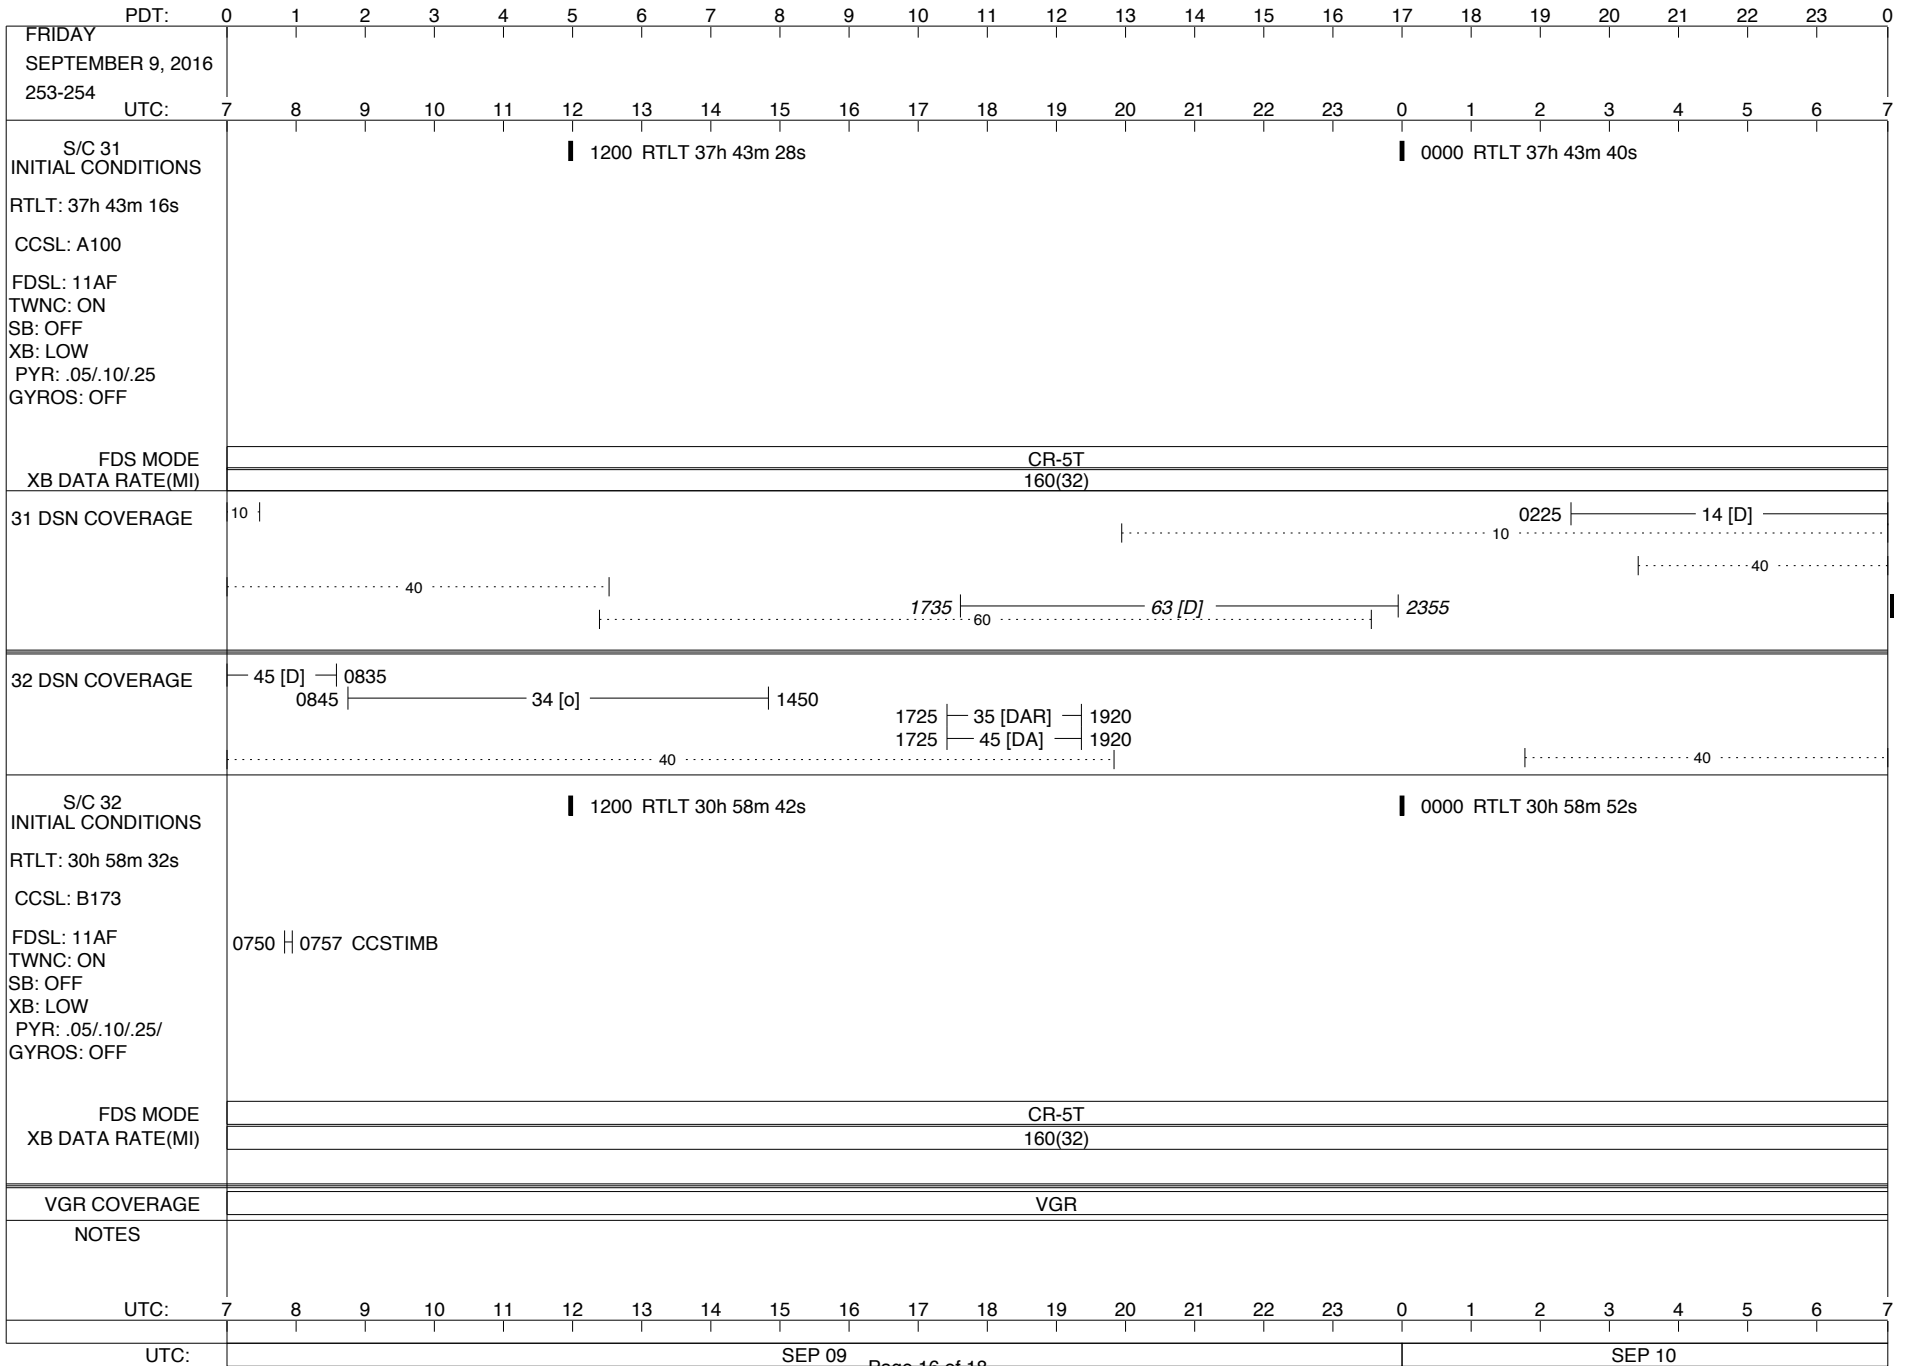 PDT: 0 1 2 3 4 5 6 7 8 9 10 11 12 13 14 15 16 17 18 19 20 21 22 23 0
FRIDAY
SEPTEMBER 9, 2016
253-254
UTC: 7 8 9 10 11 12 13 14 15 16 17 18 19 20 21 22 23 0 1 2 3 4 5 6 7
S/C 31
INITIAL CONDITIONS
1200 RTLT 37h 43m 28s
0000 RTLT 37h 43m 40s
RTLT: 37h 43m 16s
CCSL: A100
FDSL: 11AF
TWNC: ON
SB: OFF
XB: LOW
PYR: .05/.10/.25
GYROS: OFF
FDS MODE CR-5T
XB DATA RATE(MI) 160(32)
31 DSN COVERAGE
10
0225 14 [D]
10
40
40
1735 63 [D] 2355
60
32 DSN COVERAGE
45 [D] 0835
0845 34 [o] 1450
1725 35 [DAR] 1920
1725 45 [DA] 1920
40
40
S/C 32
INITIAL CONDITIONS
1200 RTLT 30h 58m 42s
0000 RTLT 30h 58m 52s
RTLT: 30h 58m 32s
CCSL: B173
FDSL: 11AF
0750 0757 CCSTIMB
TWNC: ON
SB: OFF
XB: LOW
PYR: .05/.10/.25/
GYROS: OFF
FDS MODE CR-5T
XB DATA RATE(MI) 160(32)
VGR COVERAGE VGR
NOTES
UTC: 7 8 9 10 11 12 13 14 15 16 17 18 19 20 21 22 23 0 1 2 3 4 5 6 7
UTC: SEP 09 SEP 10
Page 16 of 18